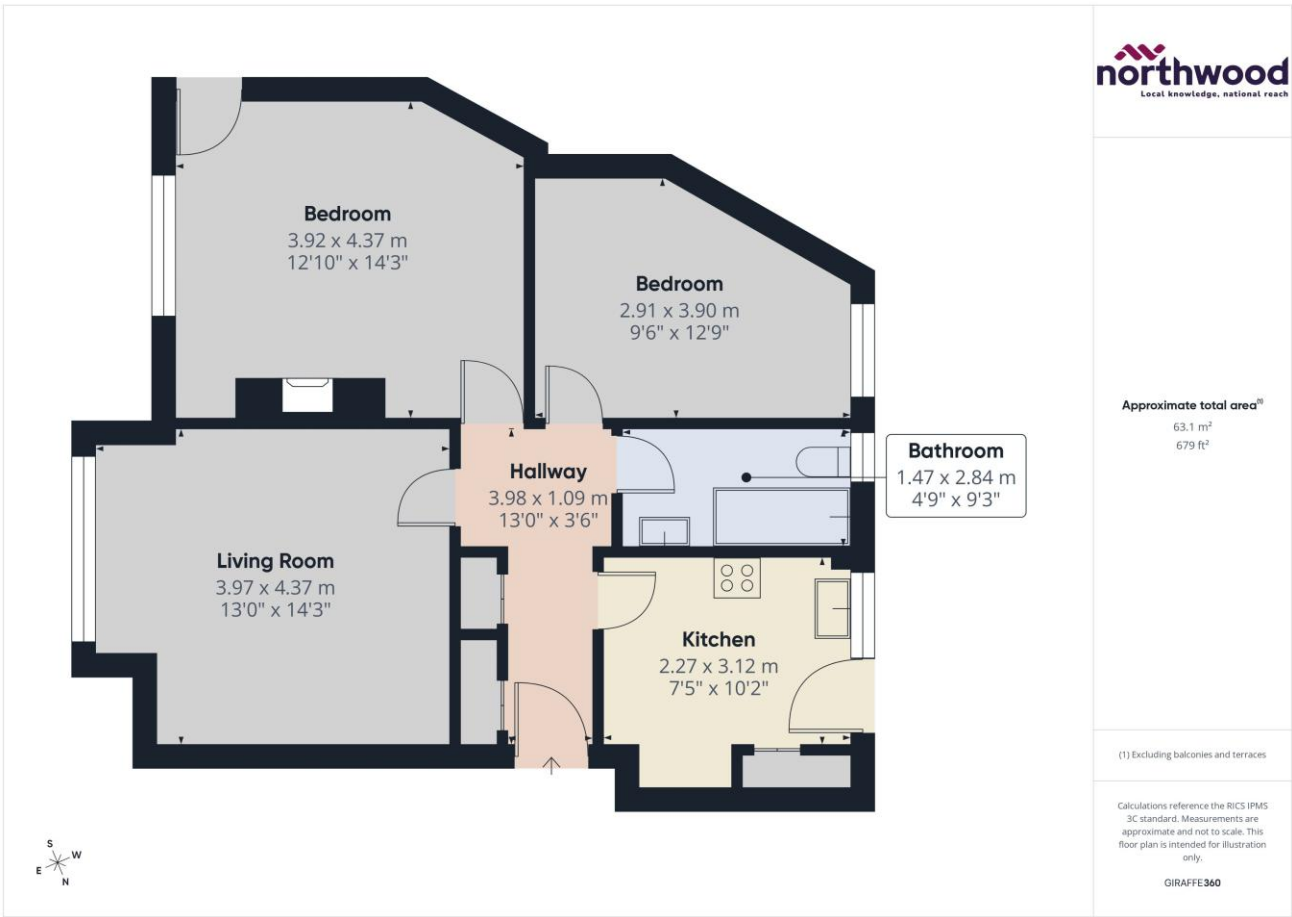 northwood
Local knowledge, national reach
Bedroom
3.92 x 4.37 m
12'10" x 14'3"
Bedroom
2.91 x 3.90 m
9'6" x 12'9"
Bathroom
1.47 x 2.84 m
4'9" x 9'3"
Hallway
3.98 x 1.09 m
13'0" x 3'6"
Living Room
3.97 x 4.37 m
13'0" x 14'3"
Kitchen
2.27 x 3.12 m
7'5" x 10'2"
S
W
E
N
Approximate total area⁽¹⁾
63.1 m²
679 ft²
(1) Excluding balconies and terraces
Calculations reference the RICS IPMS
3C standard. Measurements are
approximate and not to scale. This
floor plan is intended for illustration
only.
GIRAFFE360